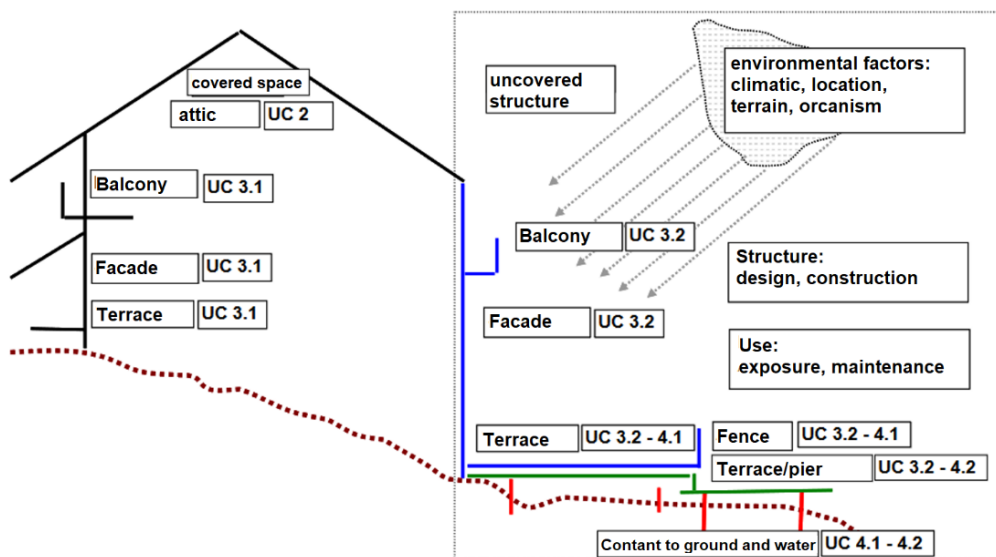 covered space
attic UC 2
Balcony UC 3.1
Facade UC 3.1
Terrace UC 3.1
uncovered
structure
environmental factors:
climatic, location,
terrain, orcanism
Balcony UC 3.2
Structure:
design, construction
Facade UC 3.2
Use:
exposure, maintenance
Terrace UC 3.2 - 4.1
Fence UC 3.2 - 4.1
Terrace/pier UC 3.2 - 4.2
Contant to ground and water UC 4.1 - 4.2